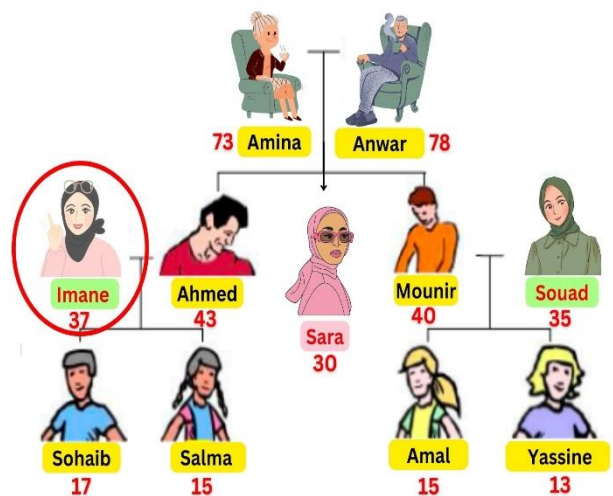 73 Amina Anwar 78
Imane Ahmed Mounir Souad
37 43 40 35
Sara
30
Sohaib Salma Amal Yassine
17 15 15 13